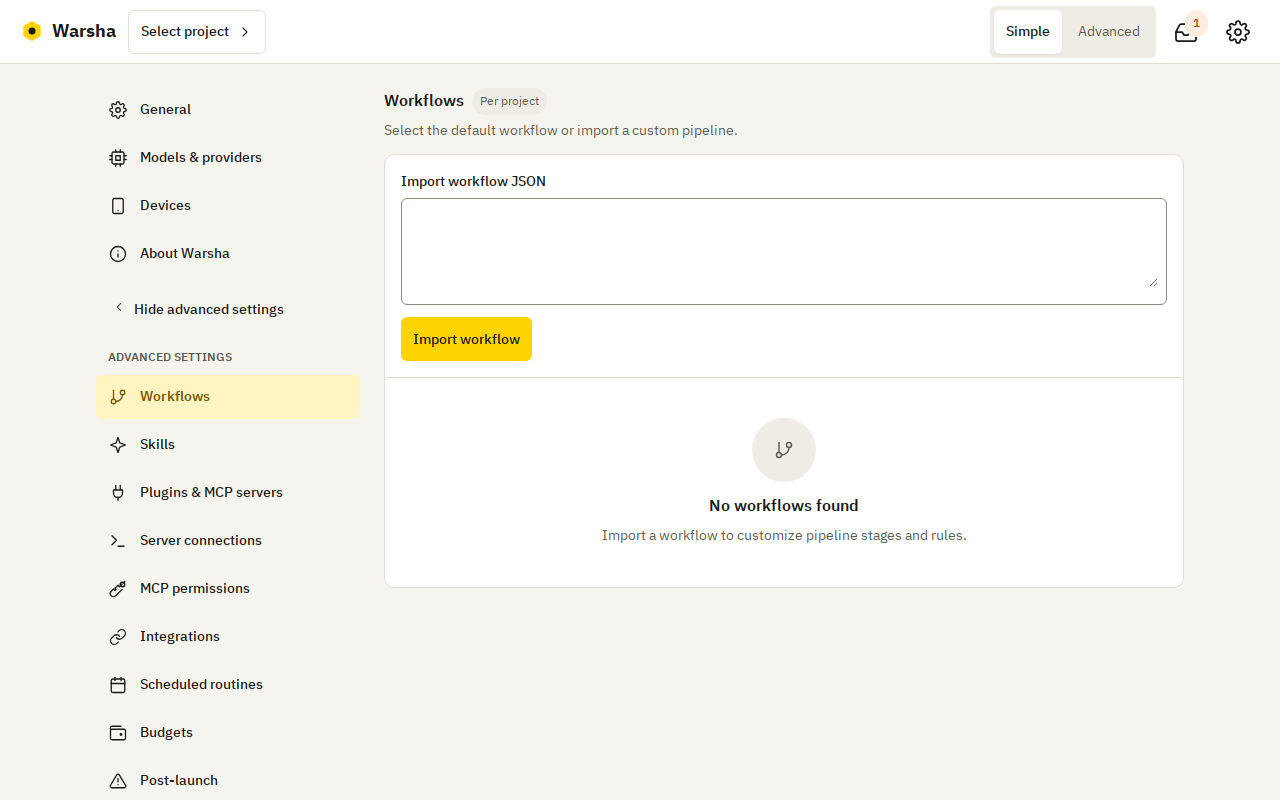 Warsha
Select project
Simple
Advanced
1
General
Models & providers
Devices
About Warsha
Hide advanced settings
ADVANCED SETTINGS
Workflows
Skills
Plugins & MCP servers
Server connections
MCP permissions
Integrations
Scheduled routines
Budgets
Post-launch
Workflows
Per project
Select the default workflow or import a custom pipeline.
Import workflow JSON
Import workflow
No workflows found
Import a workflow to customize pipeline stages and rules.